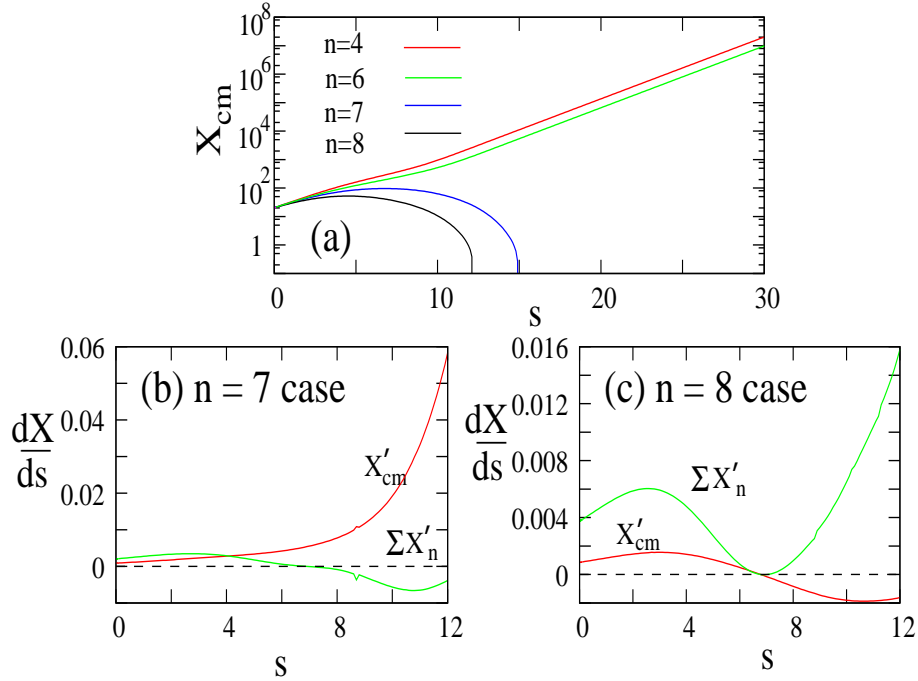 10^8
10^6
10^4
10^2
1
X_cm
n=4
n=6
n=7
n=8
(a)
0 10 20 30
s
0.06
0.04
0.02
0
dX/ds
(b) n = 7 case
X′_cm
ΣX′_n
0 4 8 12
s
0.016
0.012
0.008
0.004
0
dX/ds
(c) n = 8 case
ΣX′_n
X′_cm
0 4 8 12
s